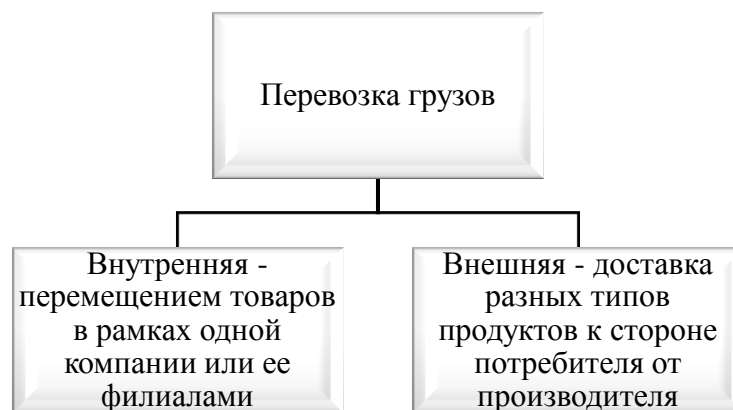 Перевозка грузов
Внутренняя -
перемещением товаров
в рамках одной
компании или ее
филиалами
Внешняя - доставка
разных типов
продуктов к стороне
потребителя от
производителя